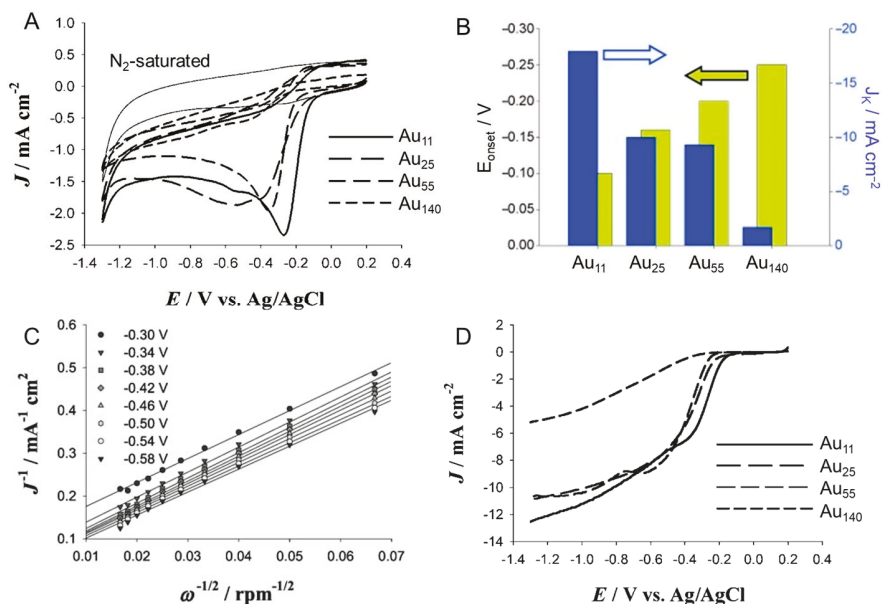 A
N2-saturated
J / mA cm-2
1.0
0.5
0.0
-0.5
-1.0
-1.5
-2.0
-2.5
Au11
Au25
Au55
Au140
-1.4 -1.2 -1.0 -0.8 -0.6 -0.4 -0.2 0.0 0.2 0.4
E / V vs. Ag/AgCl
B
Eonset / V
-0.30
-0.25
-0.20
-0.15
-0.10
-0.05
0.00
-20
-15
-10
-5
0
JK / mA cm-2
Au11 Au25 Au55 Au140
C
J-1 / mA-1 cm2
0.6
0.5
0.4
0.3
0.2
0.1
-0.30 V
-0.34 V
-0.38 V
-0.42 V
-0.46 V
-0.50 V
-0.54 V
-0.58 V
0.01 0.02 0.03 0.04 0.05 0.06 0.07
ω-1/2 / rpm-1/2
D
J / mA cm-2
2
0
-2
-4
-6
-8
-10
-12
-14
Au11
Au25
Au55
Au140
-1.4 -1.2 -1.0 -0.8 -0.6 -0.4 -0.2 0.0 0.2 0.4
E / V vs. Ag/AgCl